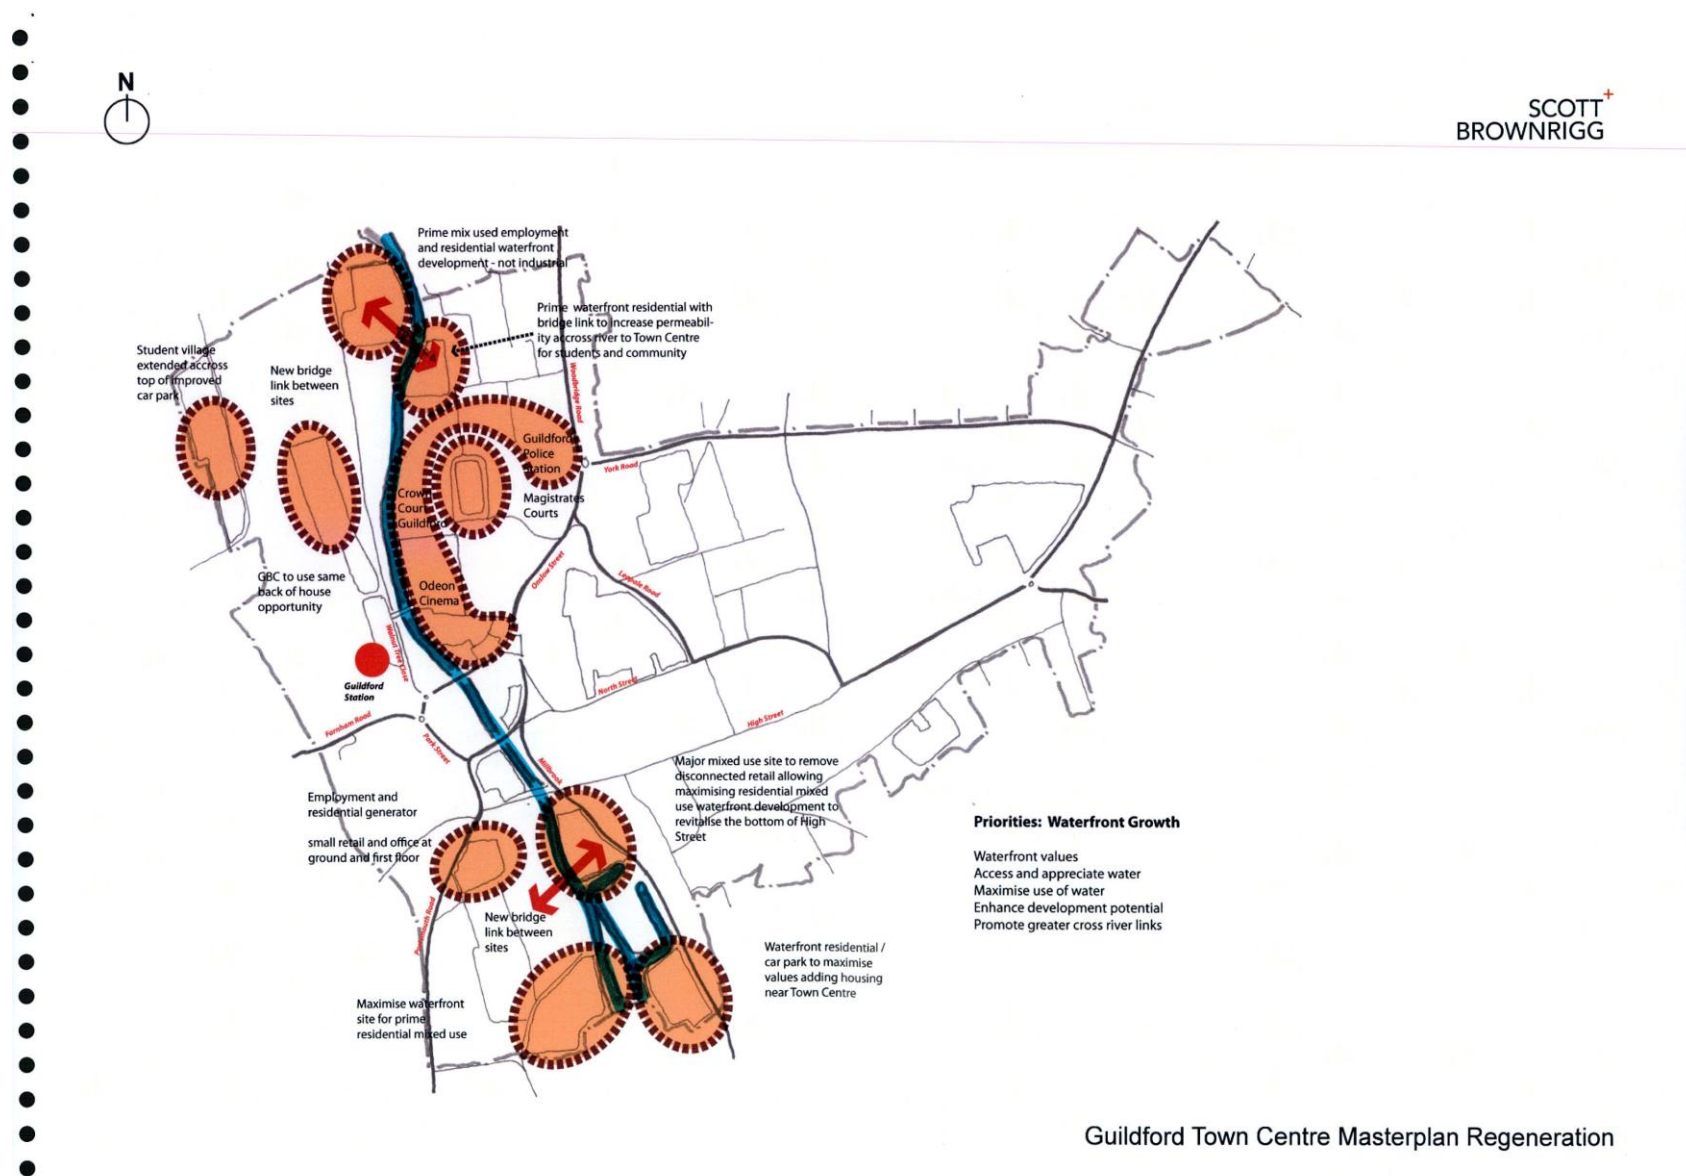 N
SCOTT
BROWNRIGG
Prime mix used employment
and residential waterfront
development - not industrial
Prime waterfront residential with
bridge link to increase permeabil-
ity accross river to Town Centre
for students and community
Student village
extended accross
top of improved
car park
New bridge
link between
sites
Woodbridge Road
Guildford
Police
Station
York Road
Crown
Court
Guildford
Magistrates
Courts
GBC to use same
back of house
opportunity
Odeon
Cinema
Onslow Street
Leapale Road
Walnut Tree Close
Guildford
Station
North Street
High Street
Farnham Road
Park Street
Millbrook
Major mixed use site to remove
disconnected retail allowing
maximising residential mixed
use waterfront development to
revitalise the bottom of High
Street
Employment and
residential generator
small retail and office at
ground and first floor
Priorities: Waterfront Growth
Waterfront values
Access and appreciate water
Maximise use of water
Enhance development potential
Promote greater cross river links
Portsmouth Road
New bridge
link between
sites
Waterfront residential /
car park to maximise
values adding housing
near Town Centre
Maximise waterfront
site for prime
residential mixed use
Guildford Town Centre Masterplan Regeneration